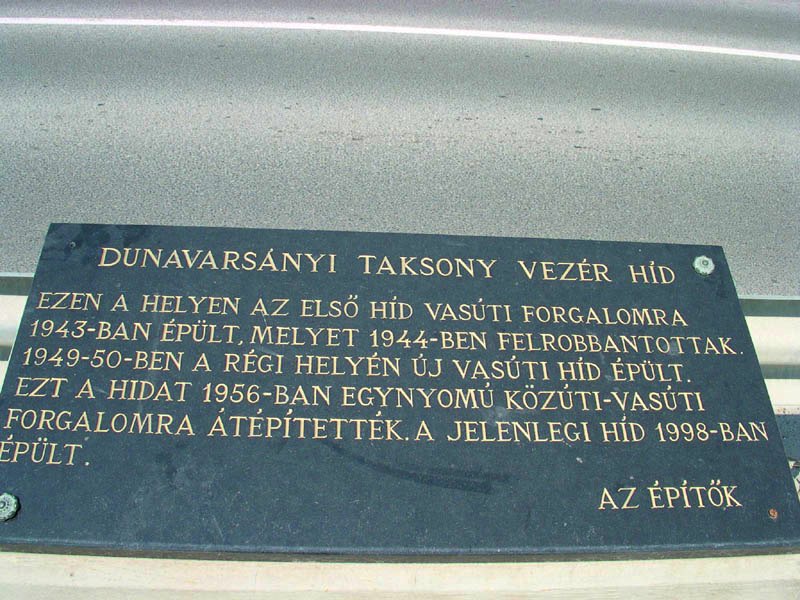 DUNAVARSÁNYI TAKSONY VEZÉR HÍD
EZEN A HELYEN AZ ELSŐ HÍD VASÚTI FORGALOMRA
1943-BAN ÉPÜLT, MELYET 1944-BEN FELROBBANTOTTAK.
1949-50-BEN A RÉGI HELYÉN ÚJ VASÚTI HÍD ÉPÜLT.
EZT A HIDAT 1956-BAN EGYNYOMÚ KÖZÚTI-VASÚTI
FORGALOMRA ÁTÉPÍTETTÉK. A JELENLEGI HÍD 1998-BAN
ÉPÜLT.
AZ ÉPÍTŐK